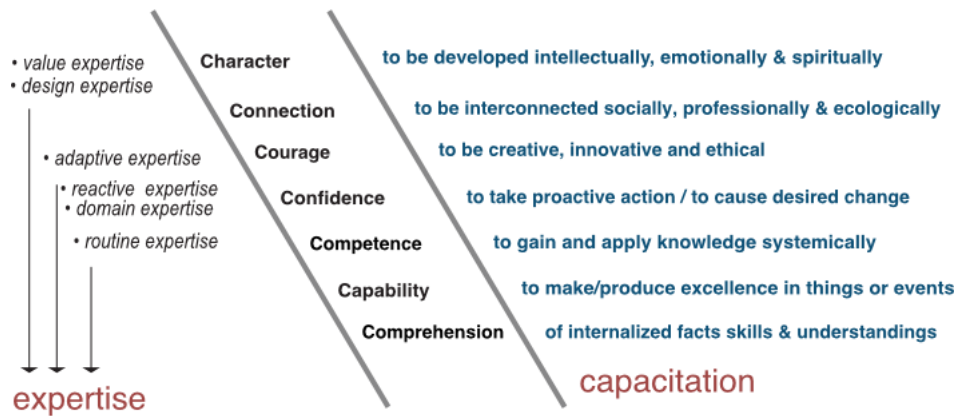 • value expertise
• design expertise
Character
to be developed intellectually, emotionally & spiritually
Connection
to be interconnected socially, professionally & ecologically
• adaptive expertise
Courage
to be creative, innovative and ethical
• reactive expertise
• domain expertise
Confidence
to take proactive action / to cause desired change
• routine expertise
Competence
to gain and apply knowledge systemically
Capability
to make/produce excellence in things or events
Comprehension
of internalized facts skills & understandings
expertise
capacitation